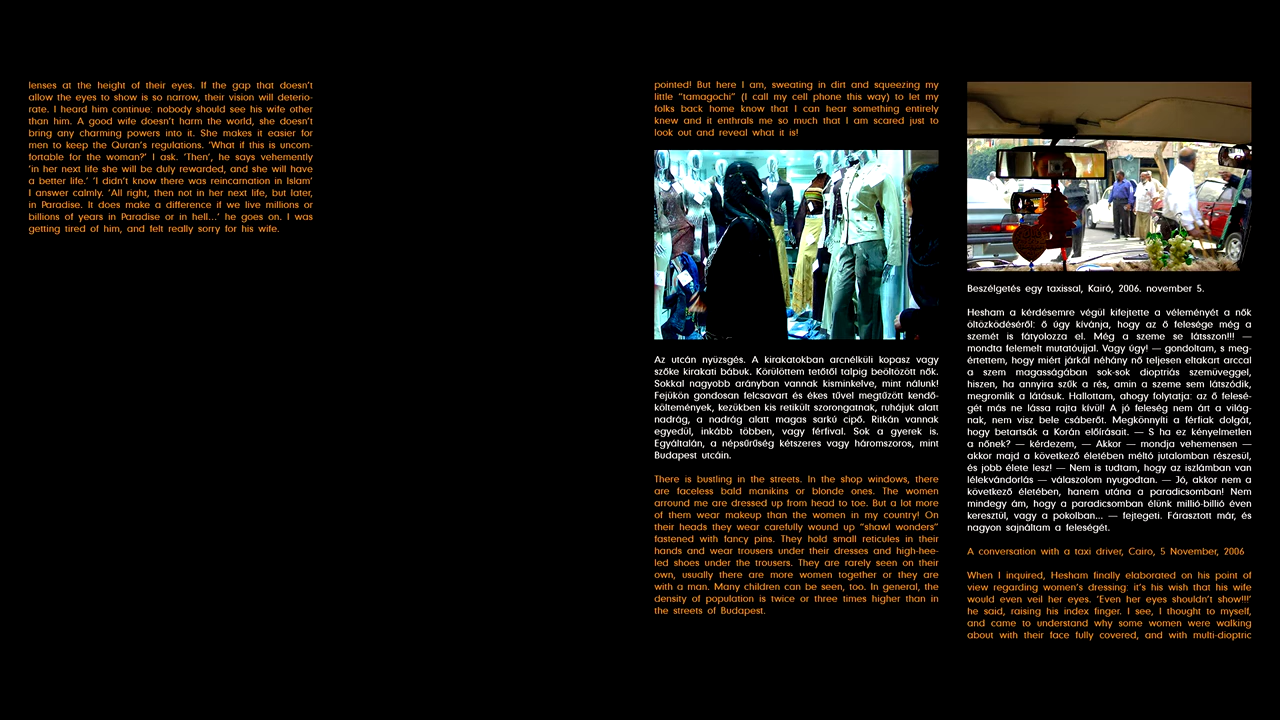 lenses at the height of their eyes. If the gap that doesn't
allow the eyes to show is so narrow, their vision will deterio-
rate. I heard him continue: nobody should see his wife other
than him. A good wife doesn't harm the world, she doesn't
bring any charming powers into it. She makes it easier for
men to keep the Quran's regulations. 'What if this is uncom-
fortable for the woman?' I ask. 'Then', he says vehemently
'in her next life she will be duly rewarded, and she will have
a better life.' 'I didn't know there was reincarnation in Islam'
I answer calmly. 'All right, then not in her next life, but later,
in Paradise. It does make a difference if we live millions or
billions of years in Paradise or in hell...' he goes on. I was
getting tired of him, and felt really sorry for his wife.
pointed! But here I am, sweating in dirt and squeezing my
little "tamagochi" (I call my cell phone this way) to let my
folks back home know that I can hear something entirely
knew and it enthrals me so much that I am scared just to
look out and reveal what it is!
Az utcán nyüzsgés. A kirakatokban arcnélküli kopasz vagy
szőke kirakati bábuk. Körülöttem tetőtől talpig beöltözött nők.
Sokkal nagyobb arányban vannak kisminkelve, mint nálunk!
Fejükön gondosan felcsavart és ékes tűvel megtűzött kendő-
költemények, kezükben kis retikült szorongatnak, ruhájuk alatt
nadrág, a nadrág alatt magas sarkú cipő. Ritkán vannak
egyedül, inkább többen, vagy férfival. Sok a gyerek is.
Egyáltalán, a népsűrűség kétszeres vagy háromszoros, mint
Budapest utcáin.
There is bustling in the streets. In the shop windows, there
are faceless bald manikins or blonde ones. The women
arround me are dressed up from head to toe. But a lot more
of them wear makeup than the women in my country! On
their heads they wear carefully wound up "shawl wonders"
fastened with fancy pins. They hold small reticules in their
hands and wear trousers under their dresses and high-hee-
led shoes under the trousers. They are rarely seen on their
own, usually there are more women together or they are
with a man. Many children can be seen, too. In general, the
density of population is twice or three times higher than in
the streets of Budapest.
Beszélgetés egy taxissal, Kairó, 2006. november 5.
Hesham a kérdésemre végül kifejtette a véleményét a nők
öltözködéséről: ő úgy kívánja, hogy az ő felesége még a
szemét is fátyolozza el. Még a szeme se látsszon!!! —
mondta felemelt mutatóujjal. Vagy úgy! — gondoltam, s meg-
értettem, hogy miért járkál néhány nő teljesen eltakart arccal
a szem magasságában sok-sok dioptriás szemüveggel,
hiszen, ha annyira szűk a rés, amin a szeme sem látszódik,
megromlik a látásuk. Hallottam, ahogy folytatja: az ő felesé-
gét más ne lássa rajta kívül! A jó feleség nem árt a világ-
nak, nem visz bele csáberőt. Megkönnyíti a férfiak dolgát,
hogy betartsák a Korán előírásait. — S ha ez kényelmetlen
a nőnek? — kérdezem, — Akkor — mondja vehemensen —
akkor majd a következő életében méltó jutalomban részesül,
és jobb élete lesz! — Nem is tudtam, hogy az iszlámban van
lélekvándorlás — válaszolom nyugodtan. — Jó, akkor nem a
következő életében, hanem utána a paradicsomban! Nem
mindegy ám, hogy a paradicsomban élünk millió-billió éven
keresztül, vagy a pokolban... — fejtegeti. Fárasztott már, és
nagyon sajnáltam a feleségét.
A conversation with a taxi driver, Cairo, 5 November, 2006
When I inquired, Hesham finally elaborated on his point of
view regarding women's dressing: it's his wish that his wife
would even veil her eyes. 'Even her eyes shouldn't show!!!'
he said, raising his index finger. I see, I thought to myself,
and came to understand why some women were walking
about with their face fully covered, and with multi-dioptric